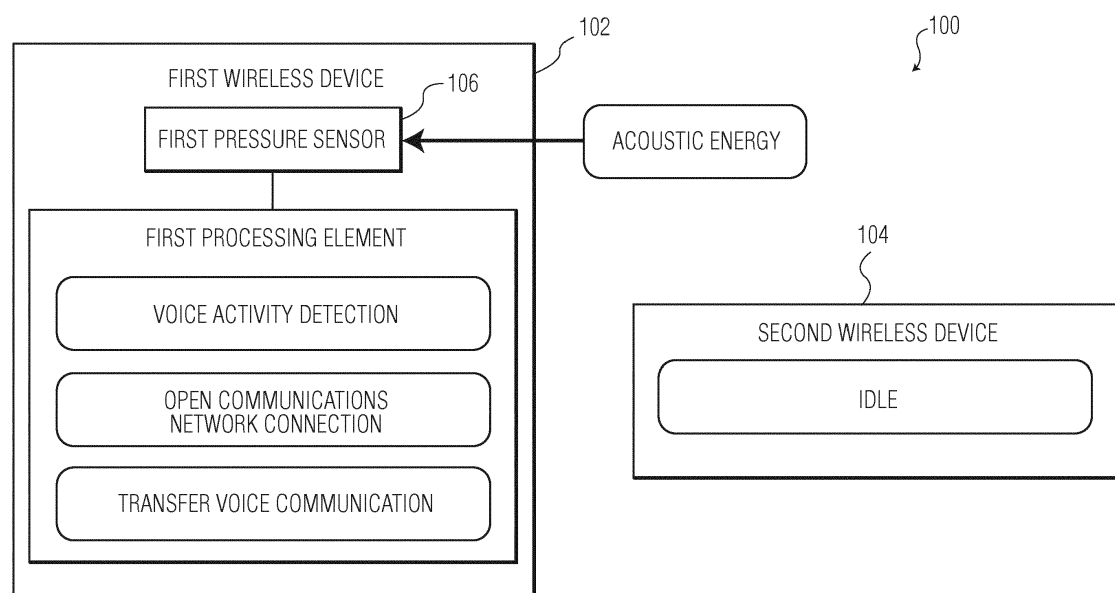 102
100
FIRST WIRELESS DEVICE
106
FIRST PRESSURE SENSOR
ACOUSTIC ENERGY
FIRST PROCESSING ELEMENT
VOICE ACTIVITY DETECTION
OPEN COMMUNICATIONS
NETWORK CONNECTION
TRANSFER VOICE COMMUNICATION
104
SECOND WIRELESS DEVICE
IDLE